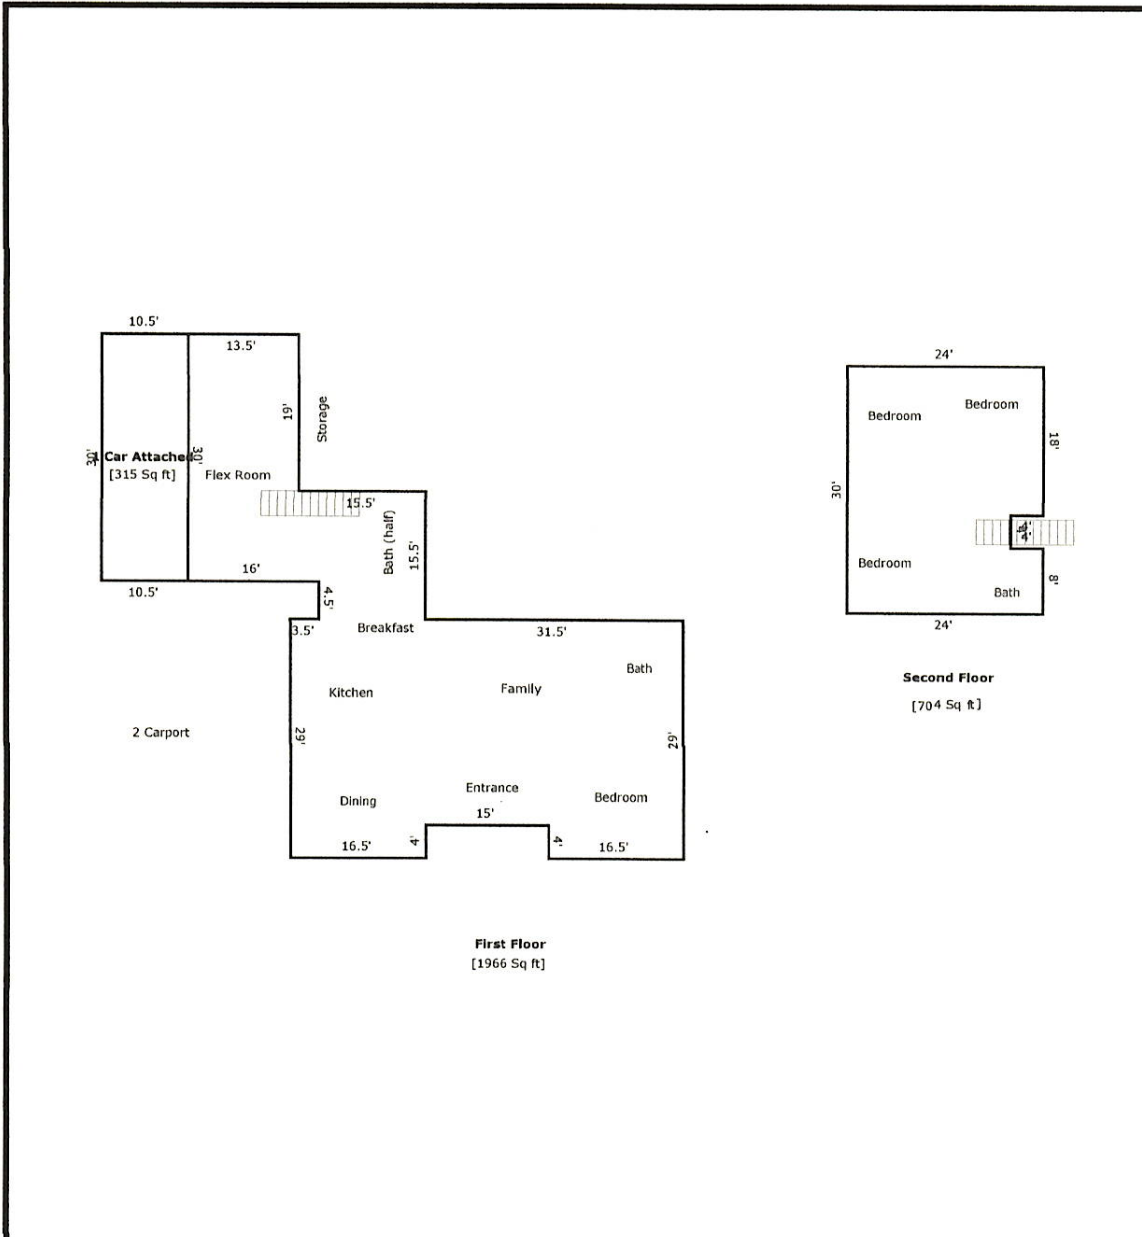 10.5'
13.5'
19'
Storage
30'
1 Car Attached
[315 Sq ft]
30'
Flex Room
15.5'
Bath (half)
15.5'
16'
10.5'
4.5'
3.5'
Breakfast
31.5'
Bath
Kitchen
Family
29'
29'
2 Carport
Entrance
Dining
Bedroom
15'
16.5'
4'
4'
16.5'
First Floor
[1966 Sq ft]
24'
Bedroom
Bedroom
18'
30'
4'
Bedroom
8'
Bath
24'
Second Floor
[704 Sq ft]